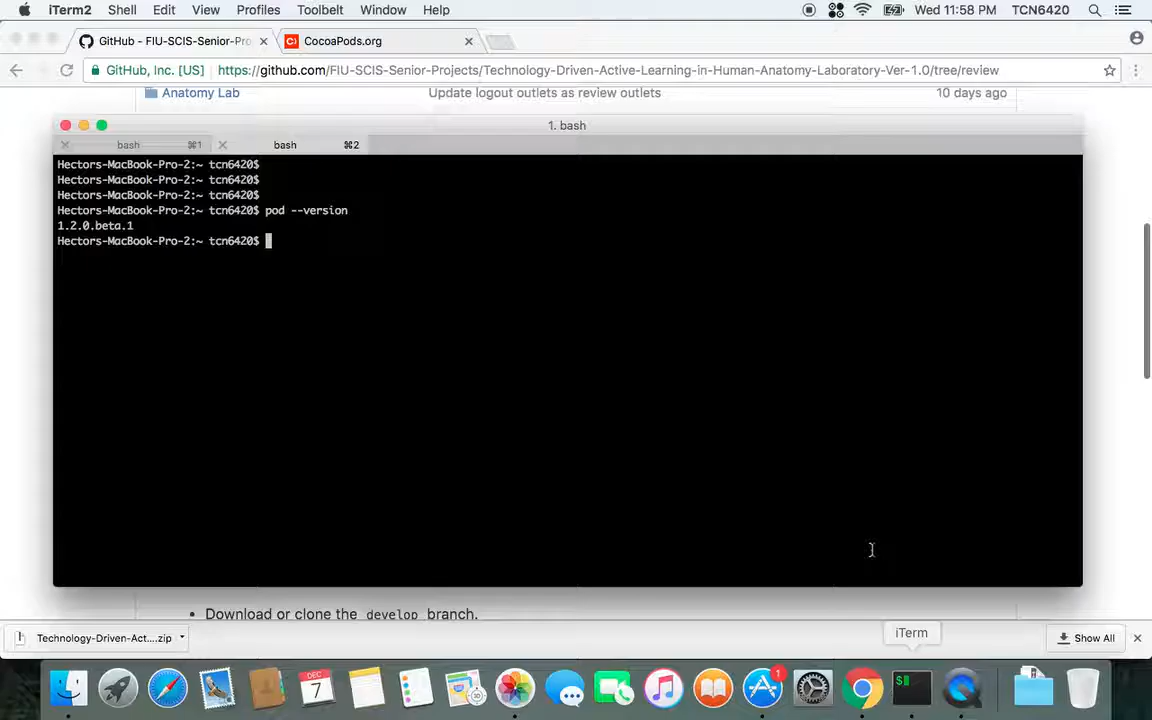 iTerm2 Shell Edit View Profiles Toolbelt Window Help Wed 11:58 PM TCN6420
GitHub - FIU-SCIS-Senior-Pro CocoaPods.org
GitHub, Inc. [US] https://github.com/FIU-SCIS-Senior-Projects/Technology-Driven-Active-Learning-in-Human-Anatomy-Laboratory-Ver-1.0/tree/review
Anatomy Lab Update logout outlets as review outlets 10 days ago
1. bash
bash ⌘1 bash ⌘2
Hectors-MacBook-Pro-2:~ tcn6420$
Hectors-MacBook-Pro-2:~ tcn6420$
Hectors-MacBook-Pro-2:~ tcn6420$
Hectors-MacBook-Pro-2:~ tcn6420$ pod --version
1.2.0.beta.1
Hectors-MacBook-Pro-2:~ tcn6420$
• Download or clone the develop branch.
Technology-Driven-Act....zip iTerm Show All
DEC
7
1
$